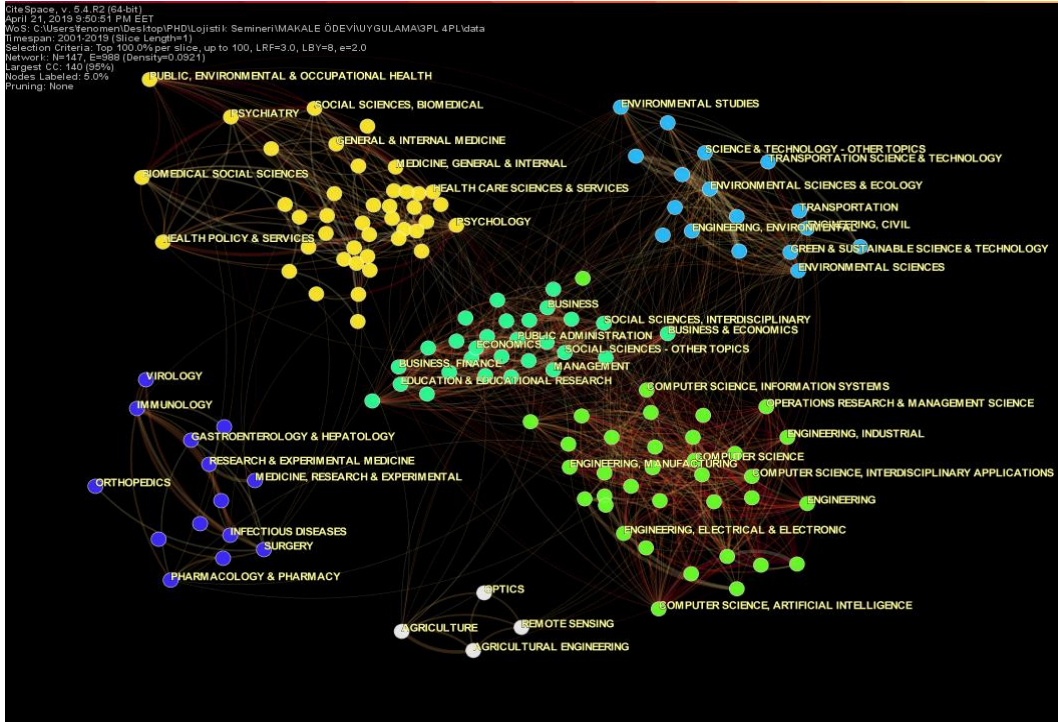 CiteSpace, v. 5.4.R2 (64-bit)
April 21, 2019 9:50:51 PM EET
WoS: C:\Users\fenomen\Desktop\PHD\Lojistik Semineri\MAKALE ÖDEVİ\UYGULAMA\3PL 4PL\data
Timespan: 2001-2019 (Slice Length=1)
Selection Criteria: Top 100.0% per slice, up to 100, LRF=3.0, LBY=8, e=2.0
Network: N=147, E=988 (Density=0.0921)
Largest CC: 140 (95%)
Nodes Labeled: 5.0%
Pruning: None
PUBLIC, ENVIRONMENTAL & OCCUPATIONAL HEALTH
SOCIAL SCIENCES, BIOMEDICAL
PSYCHIATRY
GENERAL & INTERNAL MEDICINE
MEDICINE, GENERAL & INTERNAL
BIOMEDICAL SOCIAL SCIENCES
HEALTH CARE SCIENCES & SERVICES
PSYCHOLOGY
HEALTH POLICY & SERVICES
ENVIRONMENTAL STUDIES
SCIENCE & TECHNOLOGY - OTHER TOPICS
TRANSPORTATION SCIENCE & TECHNOLOGY
ENVIRONMENTAL SCIENCES & ECOLOGY
TRANSPORTATION
ENGINEERING, CIVIL
ENGINEERING, ENVIRONMENTAL
GREEN & SUSTAINABLE SCIENCE & TECHNOLOGY
ENVIRONMENTAL SCIENCES
BUSINESS
SOCIAL SCIENCES, INTERDISCIPLINARY
BUSINESS & ECONOMICS
PUBLIC ADMINISTRATION
ECONOMICS
SOCIAL SCIENCES - OTHER TOPICS
BUSINESS, FINANCE
MANAGEMENT
EDUCATION & EDUCATIONAL RESEARCH
COMPUTER SCIENCE, INFORMATION SYSTEMS
OPERATIONS RESEARCH & MANAGEMENT SCIENCE
ENGINEERING, INDUSTRIAL
COMPUTER SCIENCE
ENGINEERING, MANUFACTURING
COMPUTER SCIENCE, INTERDISCIPLINARY APPLICATIONS
ENGINEERING
ENGINEERING, ELECTRICAL & ELECTRONIC
COMPUTER SCIENCE, ARTIFICIAL INTELLIGENCE
VIROLOGY
IMMUNOLOGY
GASTROENTEROLOGY & HEPATOLOGY
RESEARCH & EXPERIMENTAL MEDICINE
MEDICINE, RESEARCH & EXPERIMENTAL
ORTHOPEDICS
INFECTIOUS DISEASES
SURGERY
PHARMACOLOGY & PHARMACY
OPTICS
AGRICULTURE
REMOTE SENSING
AGRICULTURAL ENGINEERING